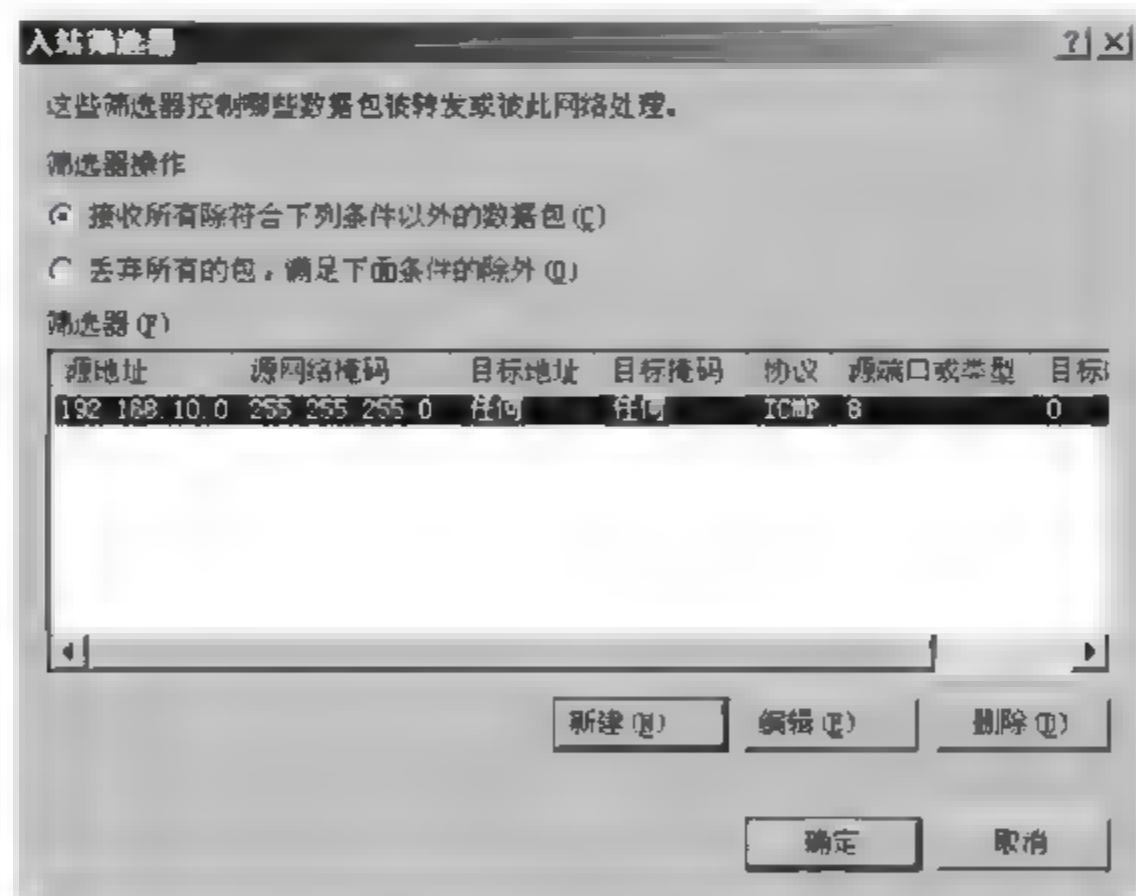 入站筛选器
这些筛选器控制哪些数据包被转发或被此网络处理。
筛选器操作
接收所有除符合下列条件以外的数据包(C)
丢弃所有的包，满足下面条件的除外(O)
筛选器(F)
源地址 源网络掩码 目标地址 目标掩码 协议 源端口或类型 目标
192.168.10.0 255.255.255.0 任何 任何 ICMP 8 0
新建(N) 编辑(E) 删除(D)
确定 取消